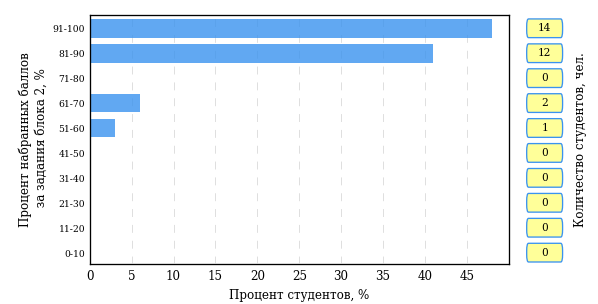 Процент набранных баллов
за задания блока 2, %
91-100 14
81-90 12
71-80 0
61-70 2
51-60 1
41-50 0
31-40 0
21-30 0
11-20 0
0-10 0
0 5 10 15 20 25 30 35 40 45
Процент студентов, %
Количество студентов, чел.